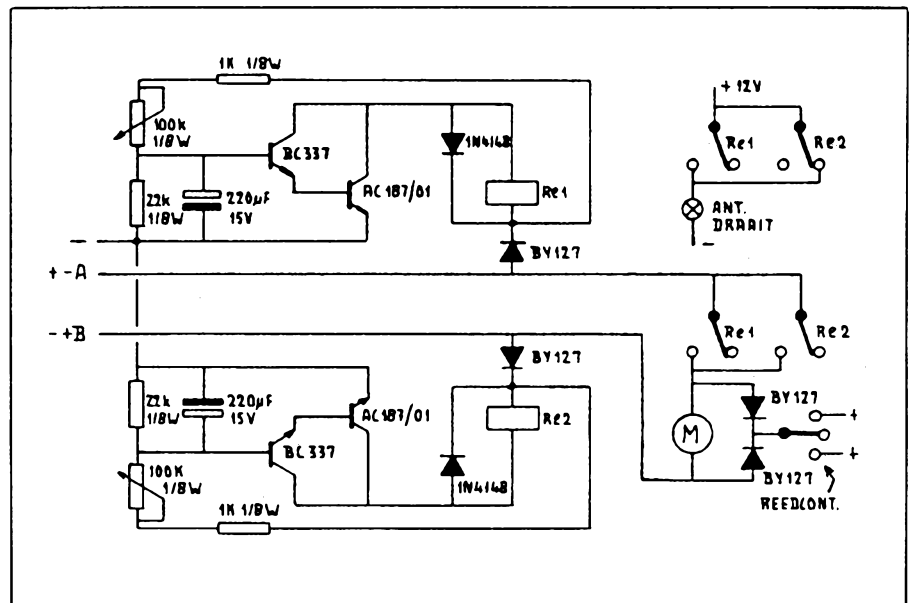 1K 1/8W
+ 12V
100k
1/8W
BC337
1N4148
Re1
Re2
22k
1/8W
220µF
15V
AC187/01
Re1
ANT.
DRAAIT
-
-
BY127
+ -A
- +B
Re1
Re2
BY127
22k
1/8W
220µF
15V
AC187/01
Re2
BY127
M
+
BC337
1N4148
+
100k
1/8W
BY127
REEDCONT.
1K 1/8W